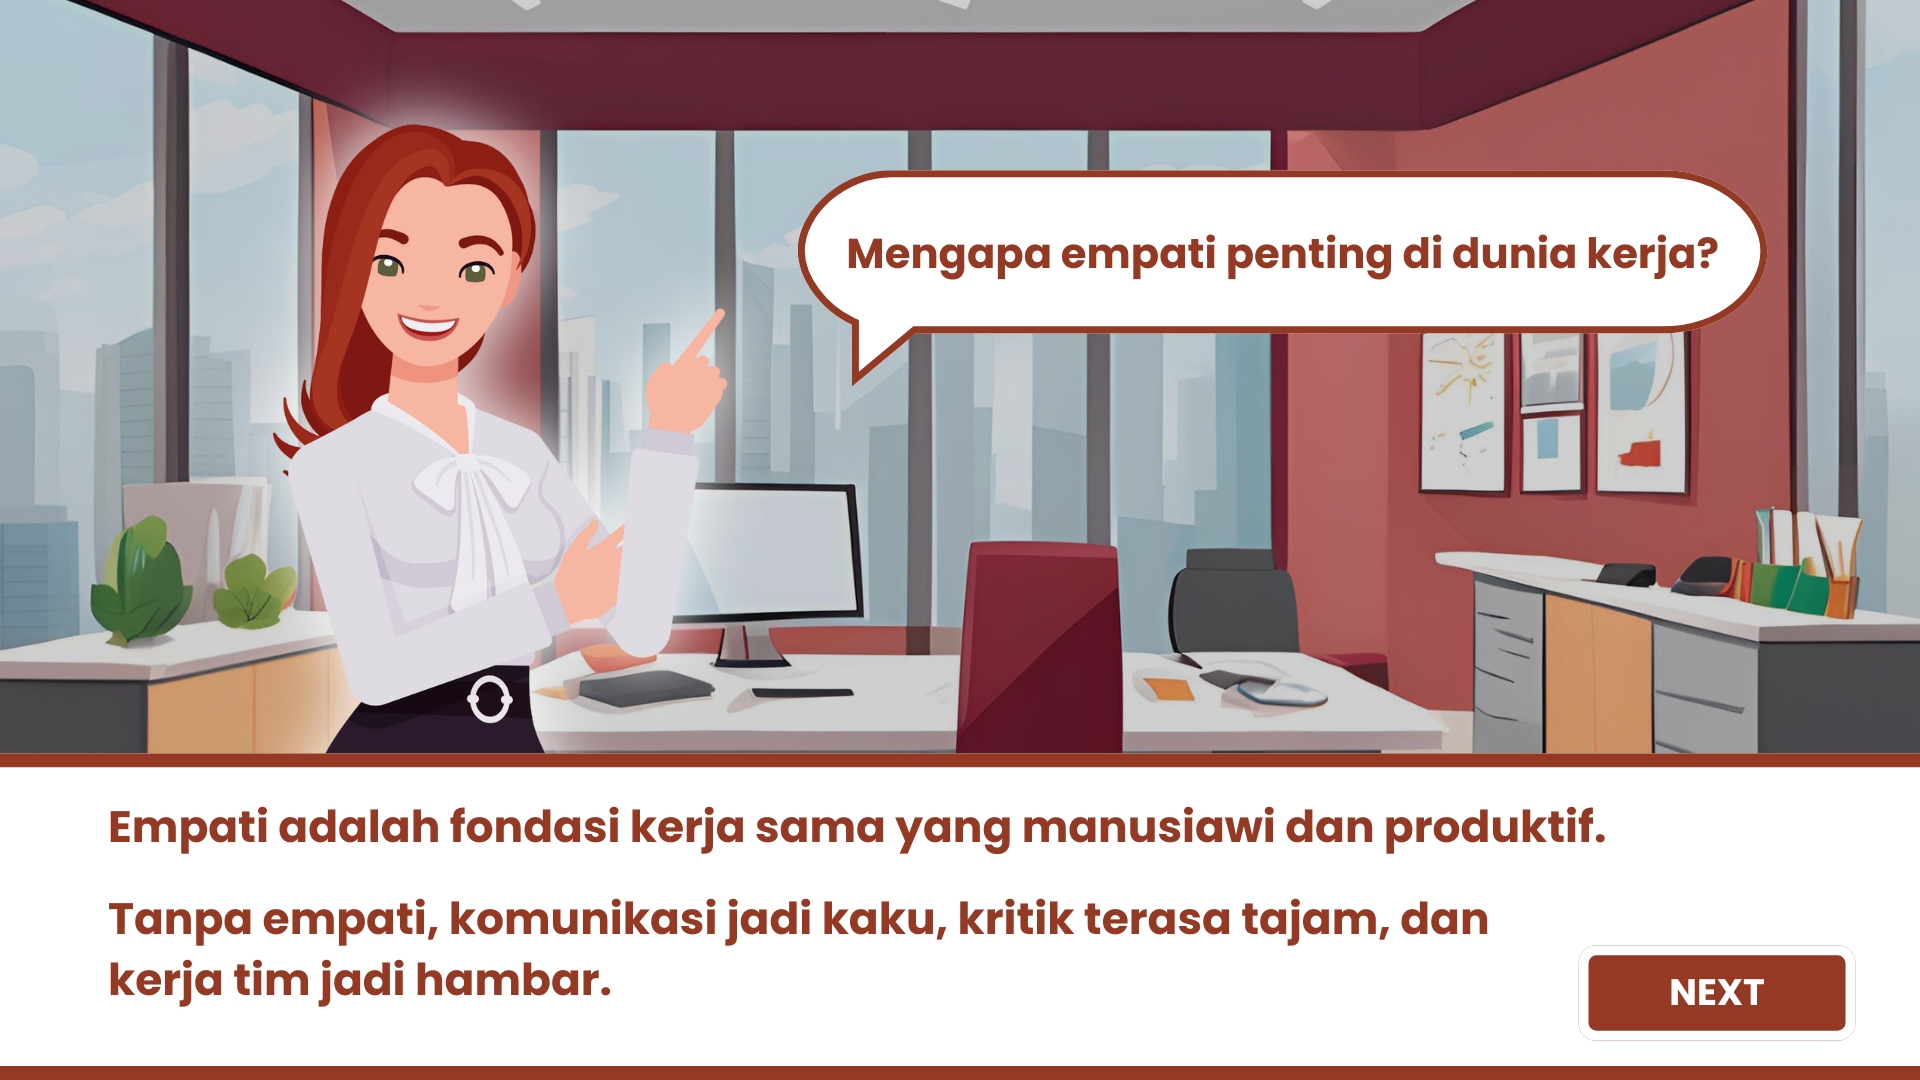 Mengapa empati penting di dunia kerja?
Empati adalah fondasi kerja sama yang manusiawi dan produktif.
Tanpa empati, komunikasi jadi kaku, kritik terasa tajam, dan
kerja tim jadi hambar.
NEXT